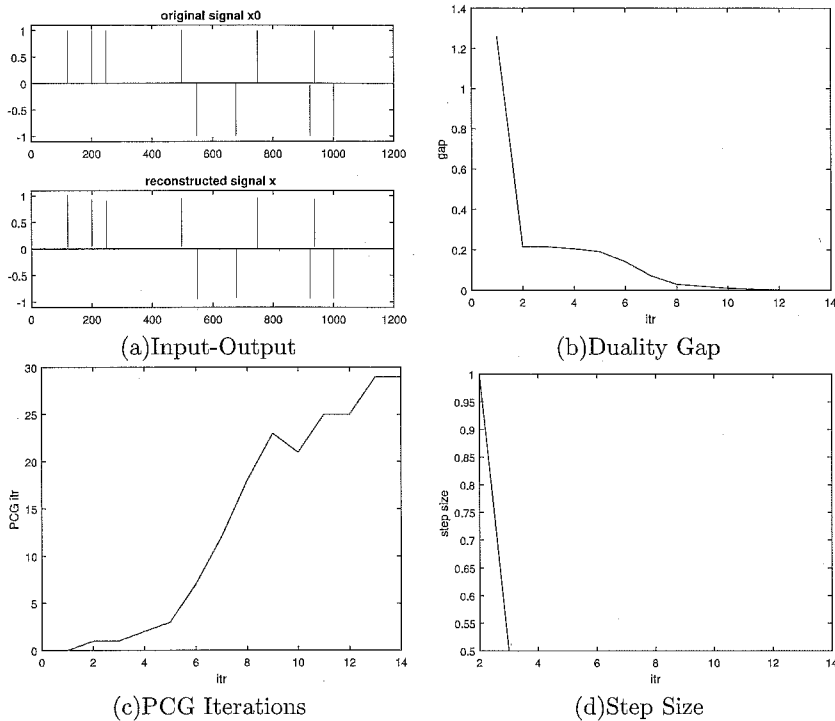 original signal x0
1
0.5
0
-0.5
-1
0 200 400 600 800 1000 1200
reconstructed signal x
1
0.5
0
-0.5
-1
0 200 400 600 800 1000 1200
(a)Input-Output
1.4
1.2
1
0.8
0.6
0.4
0.2
0
gap
0 2 4 6 8 10 12 14
itr
(b)Duality Gap
30
25
20
15
10
5
0
PCG itr
0 2 4 6 8 10 12 14
itr
(c)PCG Iterations
1
0.95
0.9
0.85
0.8
0.75
0.7
0.65
0.6
0.55
0.5
step size
2 4 6 8 10 12 14
itr
(d)Step Size